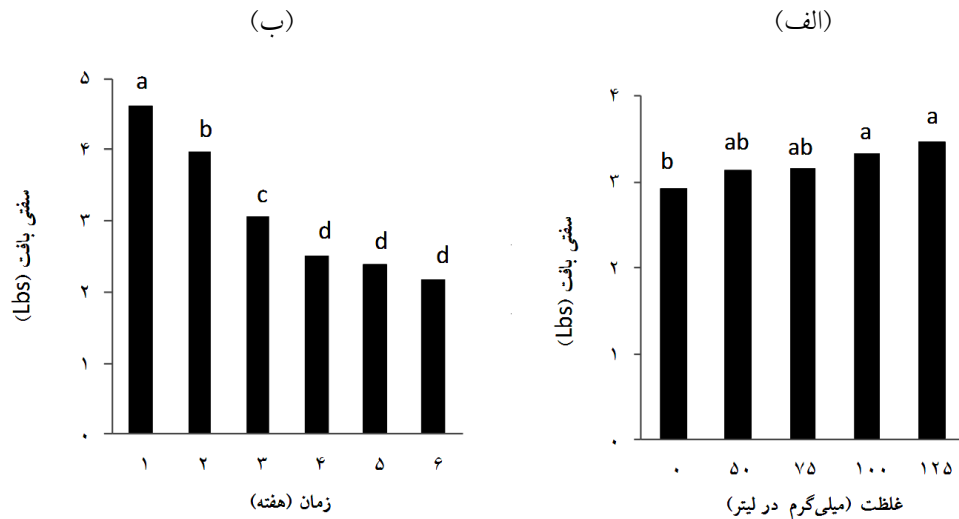 (الف)
۴
۳
۲
۱
۰
سفتی بافت (Lbs)
b
ab
ab
a
a
۰ ۵۰ ۷۵ ۱۰۰ ۱۲۵
غلظت (میلی‌گرم در لیتر)
(ب)
۵
۴
۳
۲
۱
۰
سفتی بافت (Lbs)
a
b
c
d
d
d
۱ ۲ ۳ ۴ ۵ ۶
زمان (هفته)